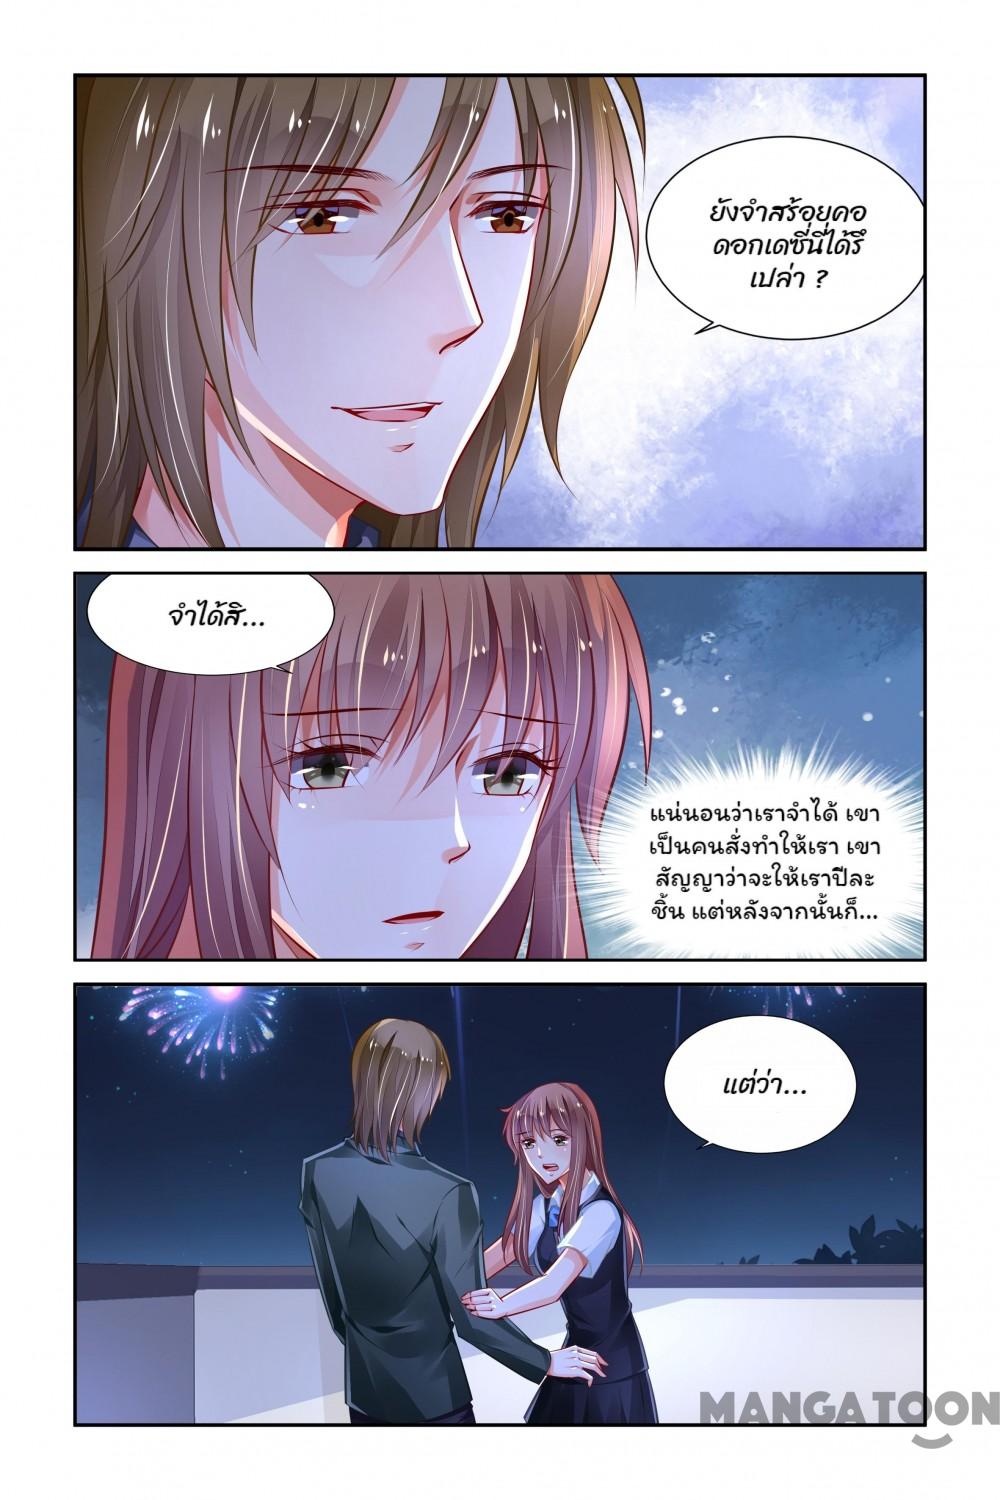 ยังจำสร้อยคอ
ดอกเดซี่นี่ได้รึ
เปล่า ?
จำได้สิ...
แน่นอนว่าเราจำได้ เขา
เป็นคนสั่งทำให้เรา เขา
สัญญาว่าจะให้เราปีละ
ชิ้น แต่หลังจากนั้นก็...
แต่ว่า...
MANGATOON